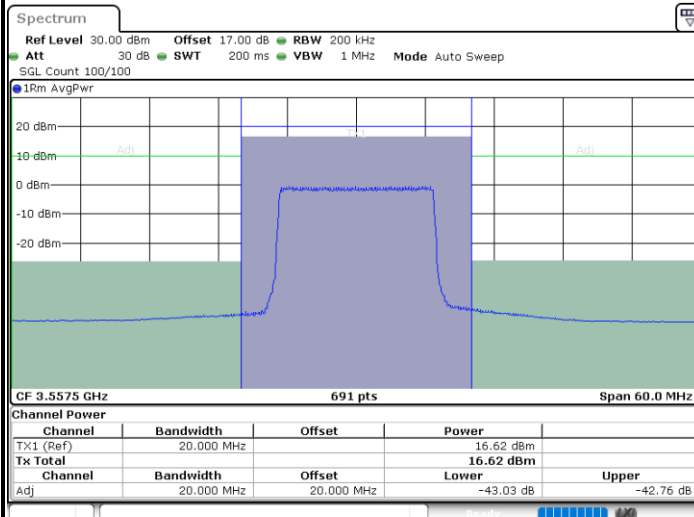 Spectrum
Ref Level 30.00 dBm Offset 17.00 dB RBW 200 kHz
Att 30 dB SWT 200 ms VBW 1 MHz Mode Auto Sweep
SGL Count 100/100
1Rm AvgPwr
20 dBm
TX1
10 dBm Adj Adj
0 dBm
-10 dBm
-20 dBm
CF 3.5575 GHz 691 pts Span 60.0 MHz
Channel Power
Channel Bandwidth Offset Power
TX1 (Ref) 20.000 MHz 16.62 dBm
Tx Total 16.62 dBm
Channel Bandwidth Offset Lower Upper
Adj 20.000 MHz 20.000 MHz -43.03 dB -42.76 dB
Ready